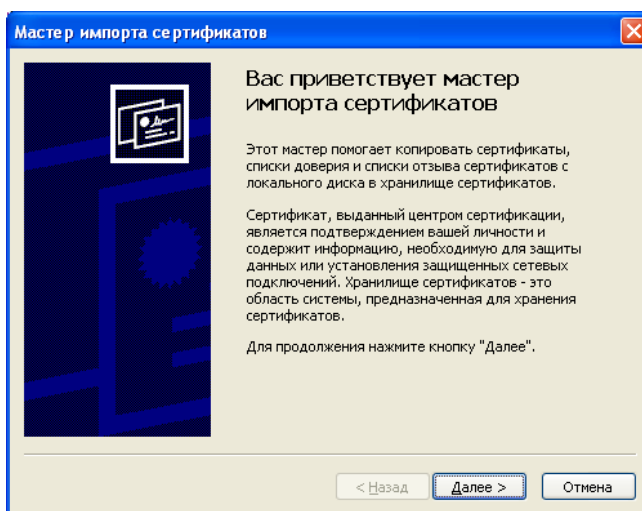 Мастер импорта сертификатов
Вас приветствует мастер
импорта сертификатов
Этот мастер помогает копировать сертификаты,
списки доверия и списки отзыва сертификатов с
локального диска в хранилище сертификатов.
Сертификат, выданный центром сертификации,
является подтверждением вашей личности и
содержит информацию, необходимую для защиты
данных или установления защищенных сетевых
подключений. Хранилище сертификатов - это
область системы, предназначенная для хранения
сертификатов.
Для продолжения нажмите кнопку "Далее".
< Назад Далее > Отмена